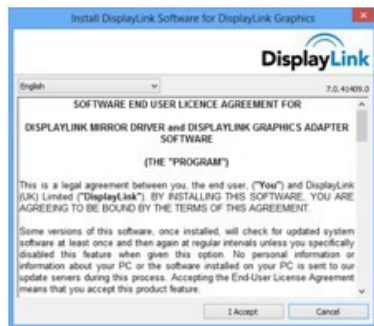 Install DisplayLink Software for DisplayLink Graphics
DisplayLink
English
7.0.41409.0
SOFTWARE END USER LICENCE AGREEMENT FOR
DISPLAYLINK MIRROR DRIVER and DISPLAYLINK GRAPHICS ADAPTER
SOFTWARE
(THE "PROGRAM")
This is a legal agreement between you, the end user, ("You") and DisplayLink
(UK) Limited ("DisplayLink"). BY INSTALLING THIS SOFTWARE, YOU ARE
AGREEING TO BE BOUND BY THE TERMS OF THIS AGREEMENT.
Some versions of this software, once installed, will check for updated system
software at least once and then again at regular intervals unless you specifically
disabled this feature when given this option. No personal information or
information about your PC or the software installed on your PC is sent to our
update servers during this process. Accepting the End-User License Agreement
means that you accept this product feature.
I Accept
Cancel